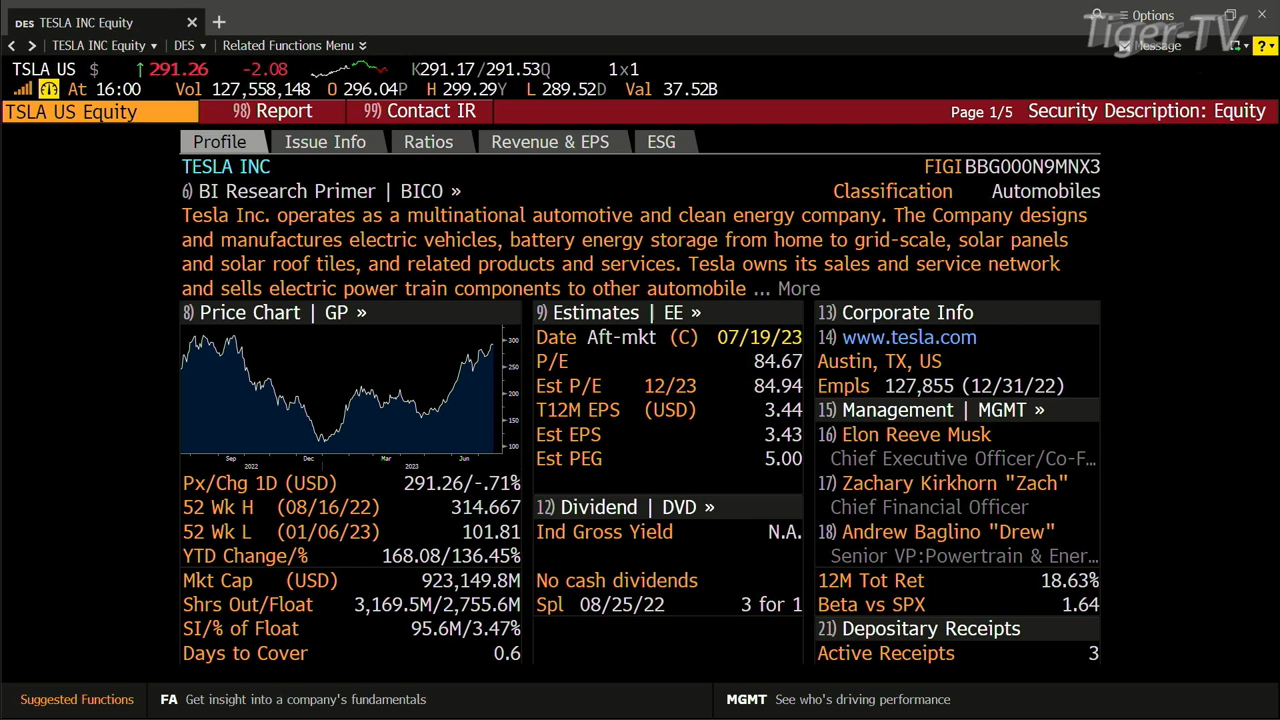 DES TESLA INC Equity
Options
TESLA INC Equity DES Related Functions Menu
Message
Tiger-TV
TSLA US $ ↑ 291.26 -2.08 K291.17/291.53Q 1x1
At 16:00 Vol 127,558,148 O 296.04P H 299.29Y L 289.52D Val 37.52B
TSLA US Equity 98) Report 99) Contact IR Page 1/5 Security Description: Equity
Profile Issue Info Ratios Revenue & EPS ESG
TESLA INC FIGI BBG000N9MNX3
6) BI Research Primer | BICO » Classification Automobiles
Tesla Inc. operates as a multinational automotive and clean energy company. The Company designs
and manufactures electric vehicles, battery energy storage from home to grid-scale, solar panels
and solar roof tiles, and related products and services. Tesla owns its sales and service network
and sells electric power train components to other automobile ... More
8) Price Chart | GP »
300
250
200
150
100
Sep Dec Mar Jun
2022 2023
Px/Chg 1D (USD) 291.26/-.71%
52 Wk H (08/16/22) 314.667
52 Wk L (01/06/23) 101.81
YTD Change/% 168.08/136.45%
Mkt Cap (USD) 923,149.8M
Shrs Out/Float 3,169.5M/2,755.6M
SI/% of Float 95.6M/3.47%
Days to Cover 0.6
9) Estimates | EE »
Date Aft-mkt (C) 07/19/23
P/E 84.67
Est P/E 12/23 84.94
T12M EPS (USD) 3.44
Est EPS 3.43
Est PEG 5.00
12) Dividend | DVD »
Ind Gross Yield N.A.
No cash dividends
Spl 08/25/22 3 for 1
13) Corporate Info
14) www.tesla.com
Austin, TX, US
Empls 127,855 (12/31/22)
15) Management | MGMT »
16) Elon Reeve Musk
Chief Executive Officer/Co-F...
17) Zachary Kirkhorn "Zach"
Chief Financial Officer
18) Andrew Baglino "Drew"
Senior VP:Powertrain & Ener...
12M Tot Ret 18.63%
Beta vs SPX 1.64
21) Depositary Receipts
Active Receipts 3
Suggested Functions FA Get insight into a company's fundamentals MGMT See who's driving performance